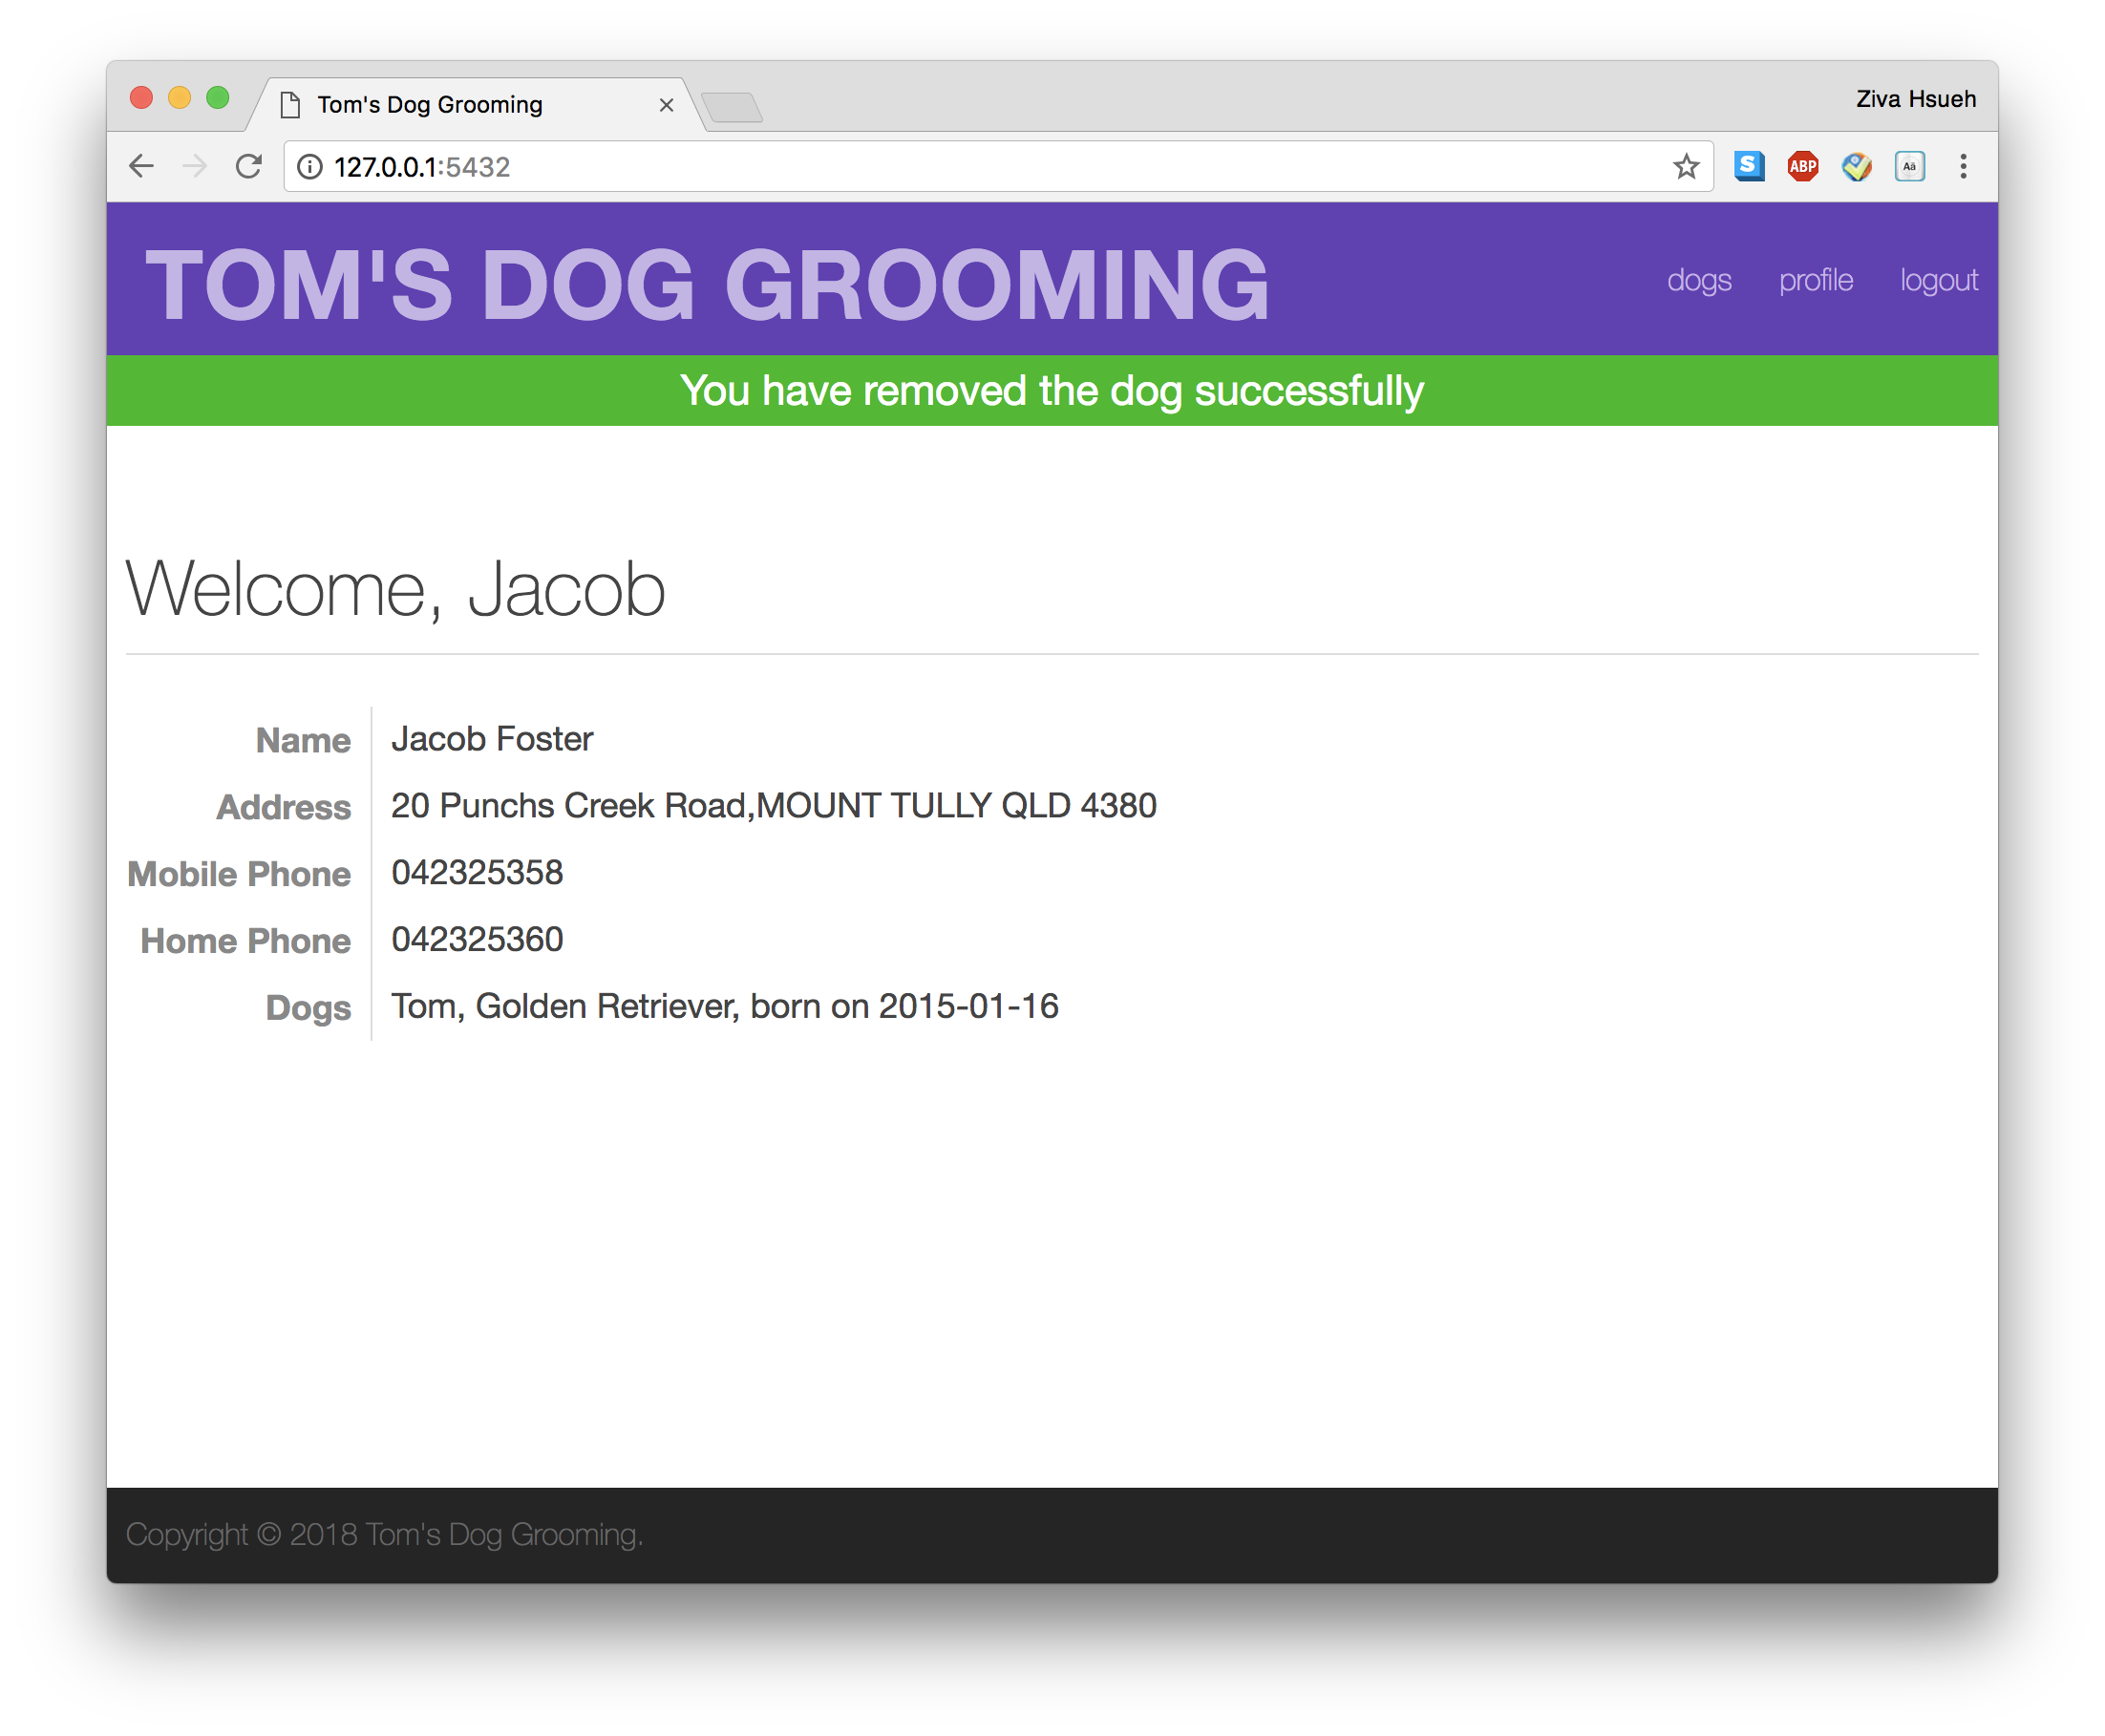 Tom's Dog Grooming
Ziva Hsueh
127.0.0.1:5432
S
ABP
Aä
TOM'S DOG GROOMING
dogs profile logout
You have removed the dog successfully
Welcome, Jacob
Name Jacob Foster
Address 20 Punchs Creek Road,MOUNT TULLY QLD 4380
Mobile Phone 042325358
Home Phone 042325360
Dogs Tom, Golden Retriever, born on 2015-01-16
Copyright © 2018 Tom's Dog Grooming.